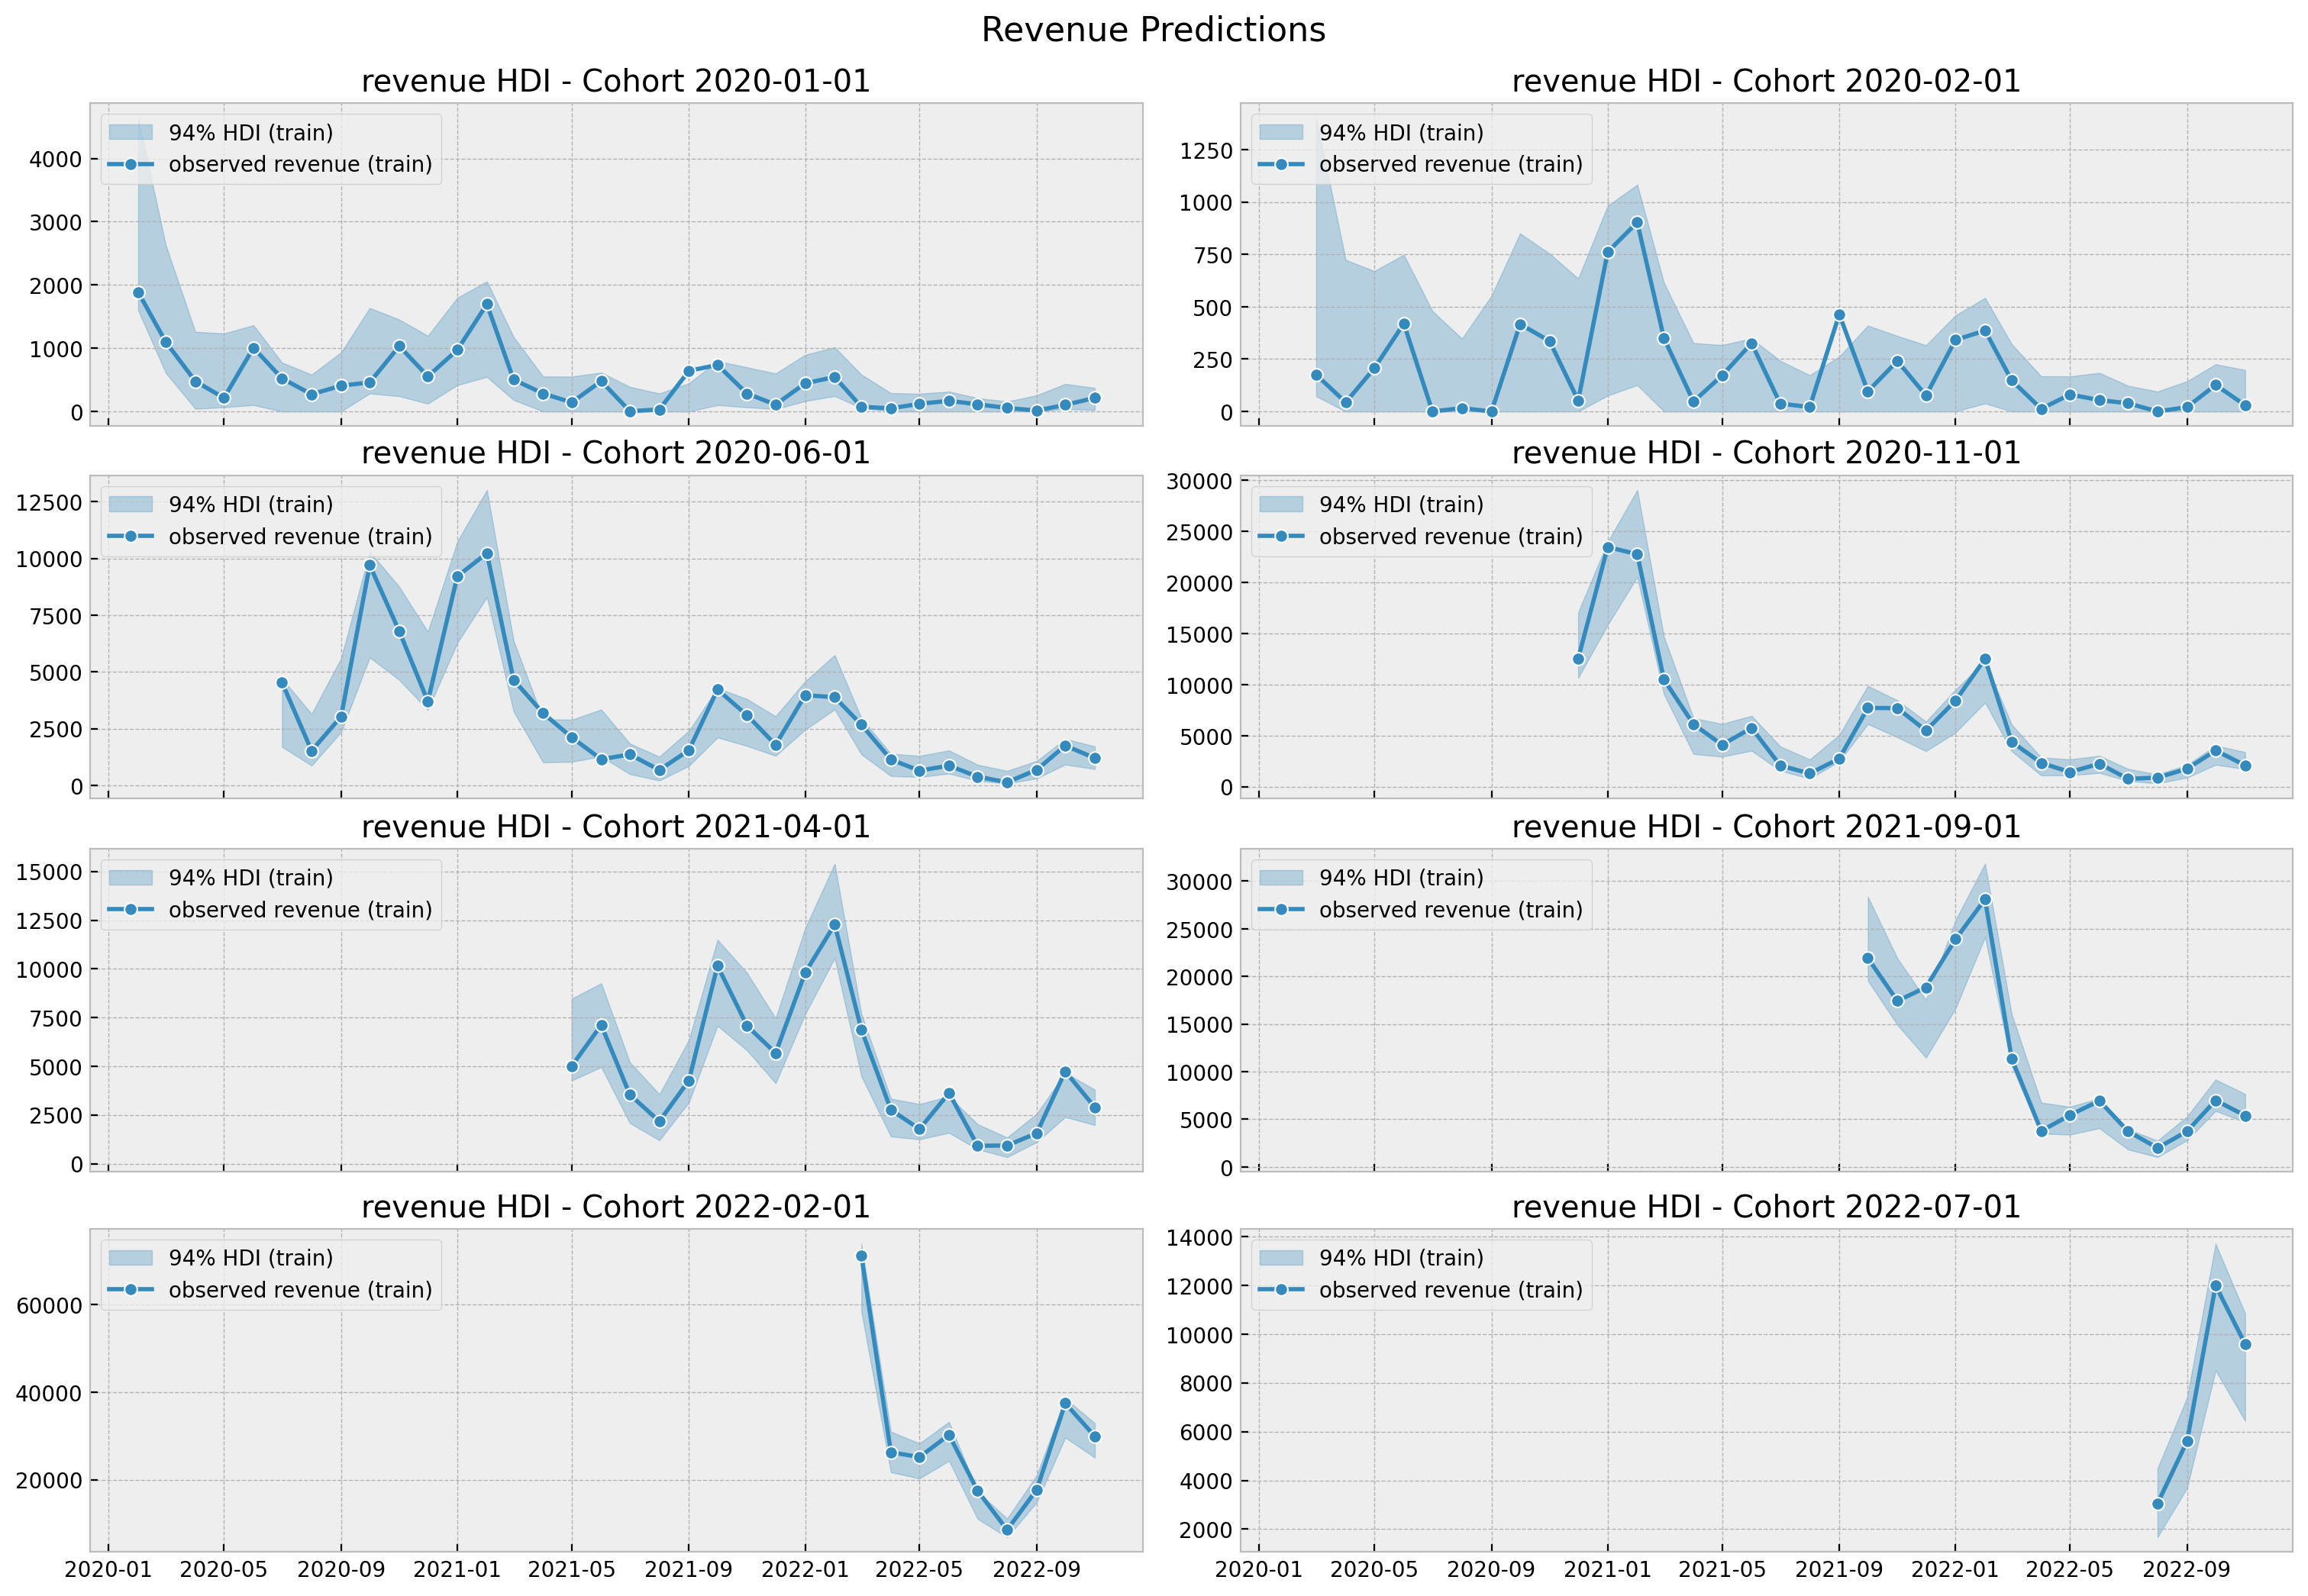 Revenue Predictions
revenue HDI - Cohort 2020-01-01
94% HDI (train)
observed revenue (train)
4000
3000
2000
1000
0
revenue HDI - Cohort 2020-02-01
94% HDI (train)
observed revenue (train)
1250
1000
750
500
250
0
revenue HDI - Cohort 2020-06-01
94% HDI (train)
observed revenue (train)
12500
10000
7500
5000
2500
0
revenue HDI - Cohort 2020-11-01
94% HDI (train)
observed revenue (train)
30000
25000
20000
15000
10000
5000
0
revenue HDI - Cohort 2021-04-01
94% HDI (train)
observed revenue (train)
15000
12500
10000
7500
5000
2500
0
revenue HDI - Cohort 2021-09-01
94% HDI (train)
observed revenue (train)
30000
25000
20000
15000
10000
5000
0
revenue HDI - Cohort 2022-02-01
94% HDI (train)
observed revenue (train)
60000
40000
20000
2020-01 2020-05 2020-09 2021-01 2021-05 2021-09 2022-01 2022-05 2022-09
revenue HDI - Cohort 2022-07-01
94% HDI (train)
observed revenue (train)
14000
12000
10000
8000
6000
4000
2000
2020-01 2020-05 2020-09 2021-01 2021-05 2021-09 2022-01 2022-05 2022-09